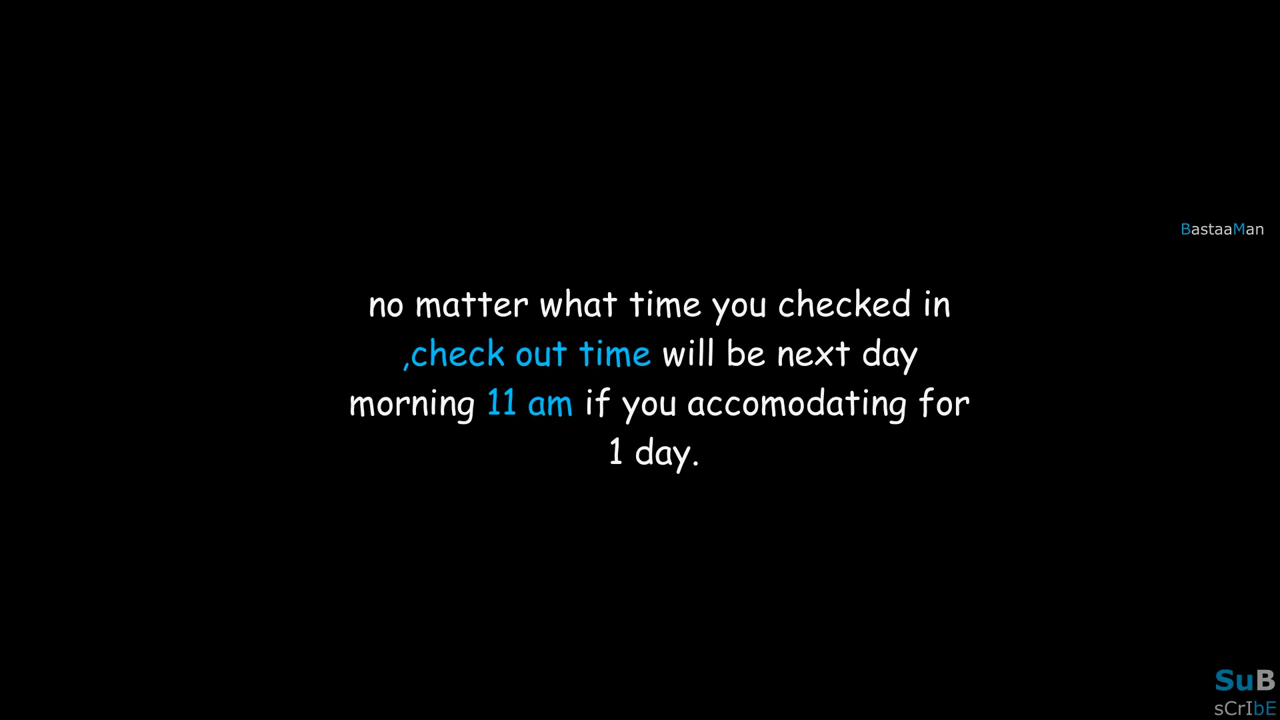 BastaaMan
no matter what time you checked in
,check out time will be next day
morning 11 am if you accomodating for
1 day.
SuB
sCrIbE